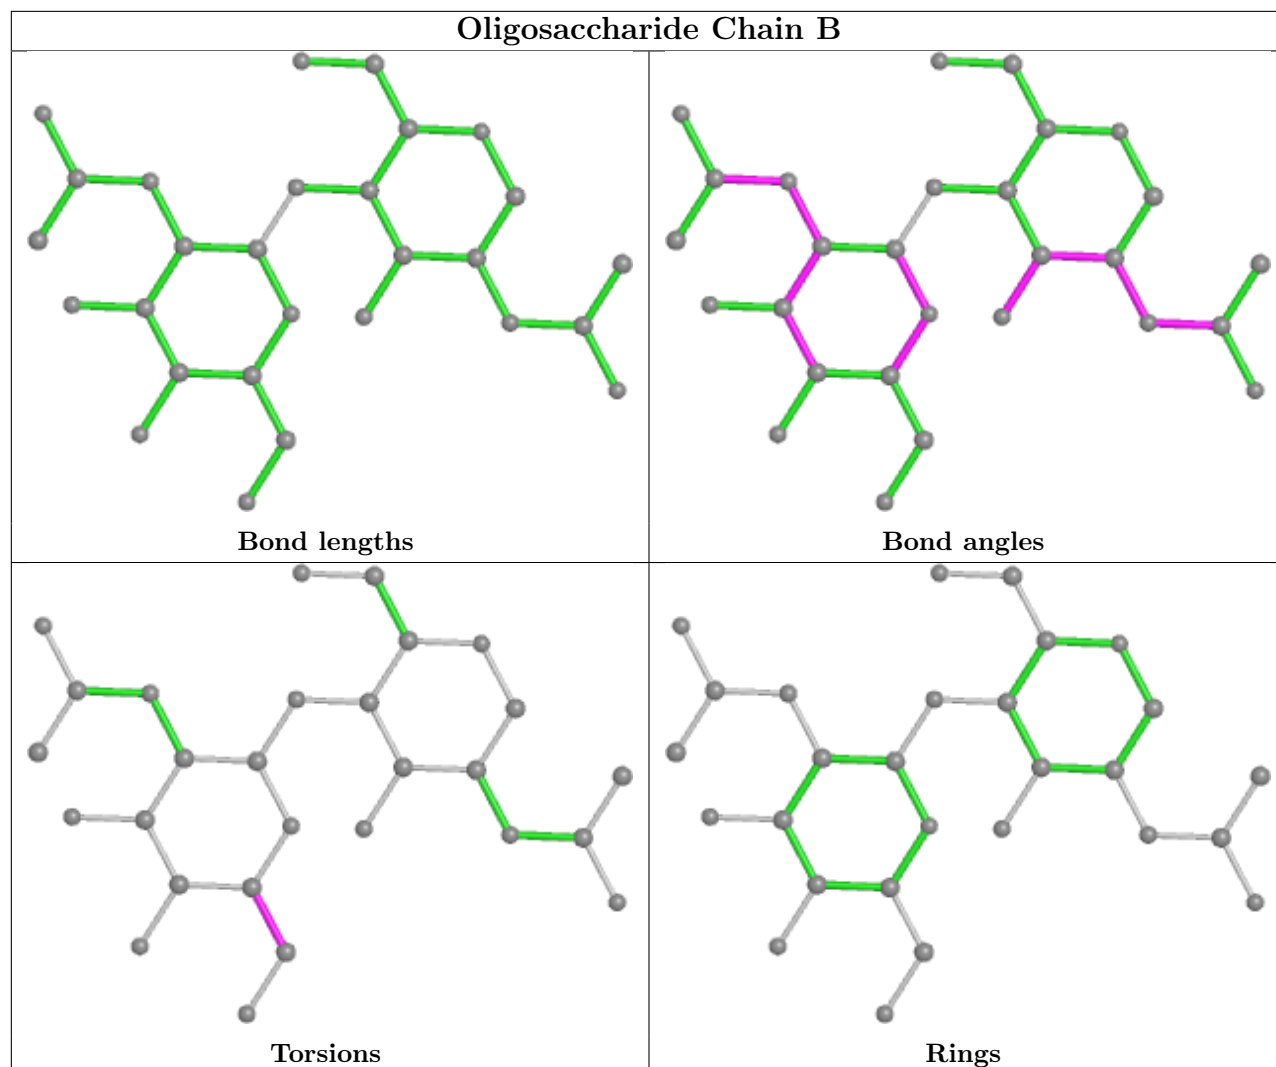 Oligosaccharide Chain B
Bond lengths
Bond angles
Torsions
Rings